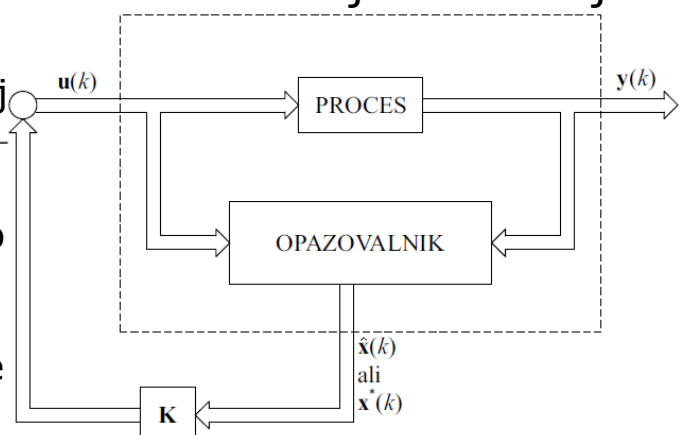 u(k)
y(k)
PROCES
OPAZOVALNIK
x̂(k)
ali
x*(k)
K